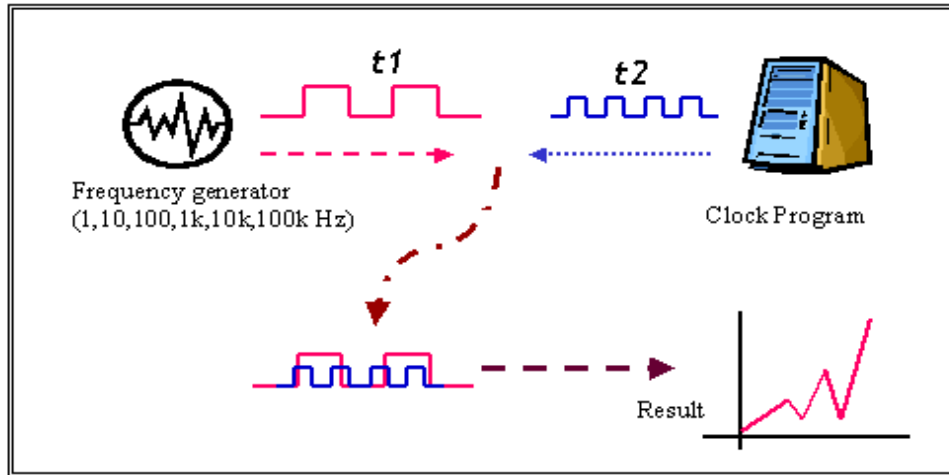 t1
t2
Frequency generator
(1,10,100,1k,10k,100k Hz)
Clock Program
Result